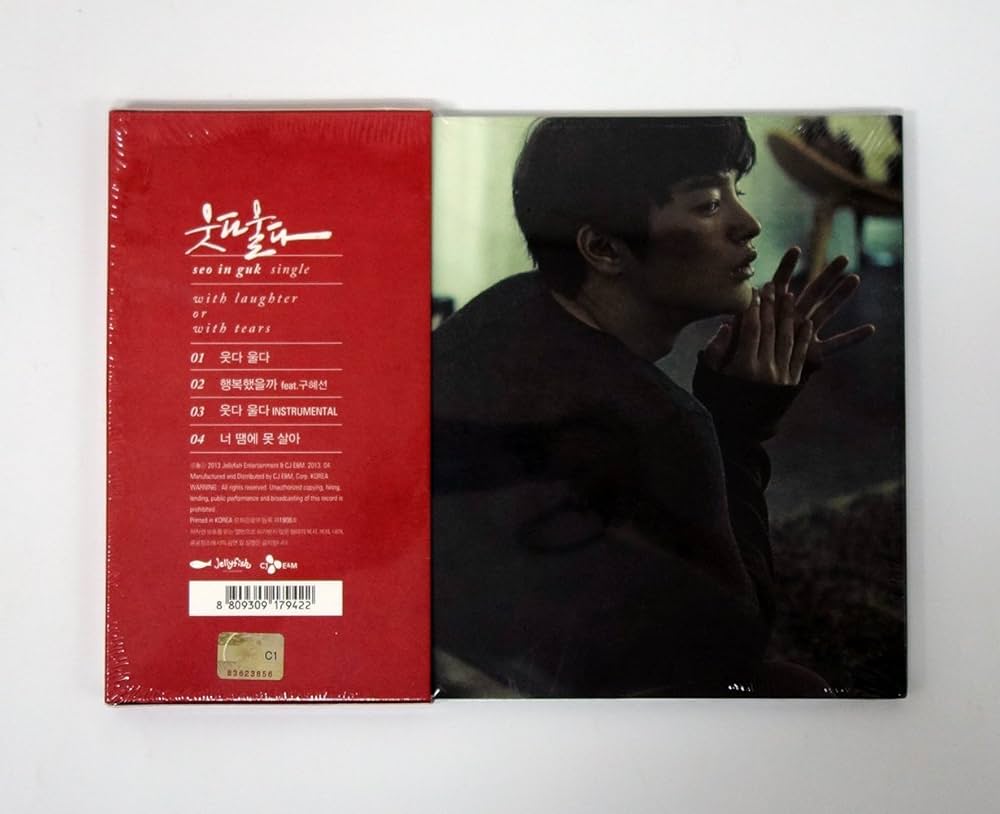 웃다 울다
seo in guk single
with laughter
or
with tears
01 웃다 울다
02 행복했을까 feat.구혜선
03 웃다 울다 INSTRUMENTAL
04 너 땜에 못 살아
2013 Jellyfish Entertainment & CJ E&M. 2013. 04.
Manufactured and Distributed by CJ E&M, Corp. KOREA
WARNING : All rights reserved. Unauthorized copying, hiring,
lending, public performance and broadcasting of this record is
prohibited.
Printed in KOREA
Jellyfish CJ E&M
8 809309 179422
C1
83623856